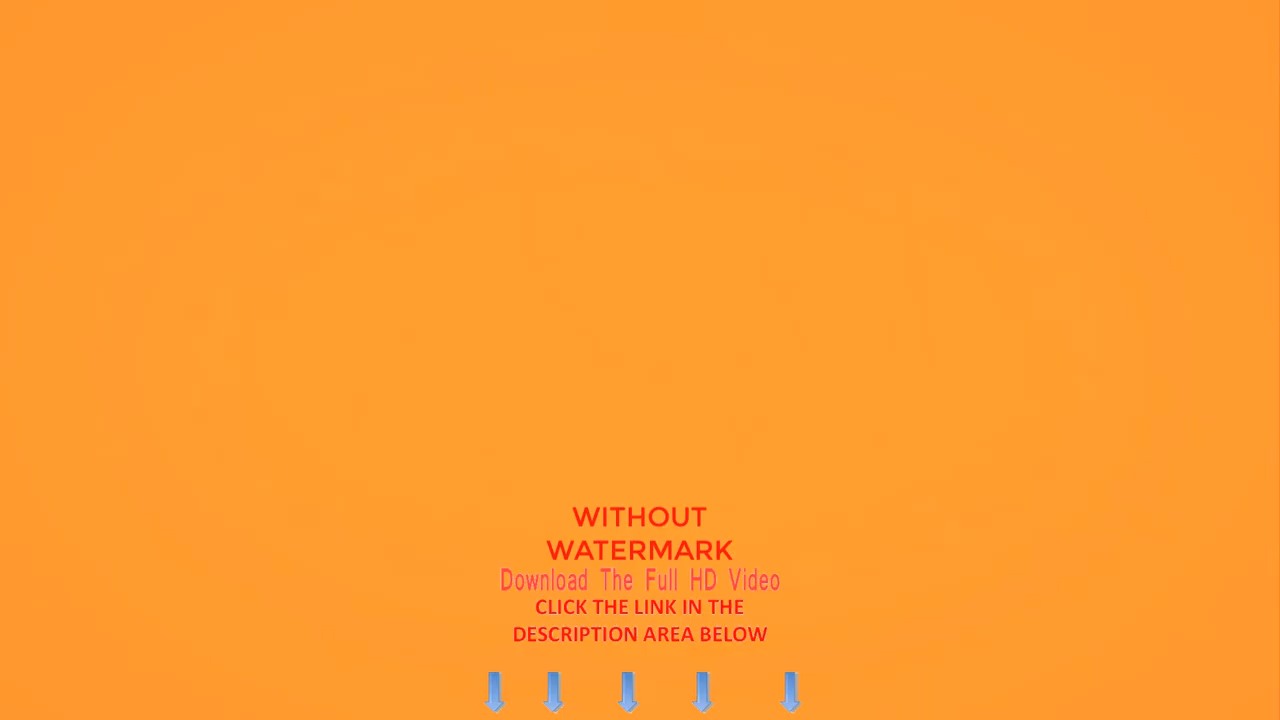 WITHOUT
WATERMARK
Download The Full HD Video
CLICK THE LINK IN THE
DESCRIPTION AREA BELOW